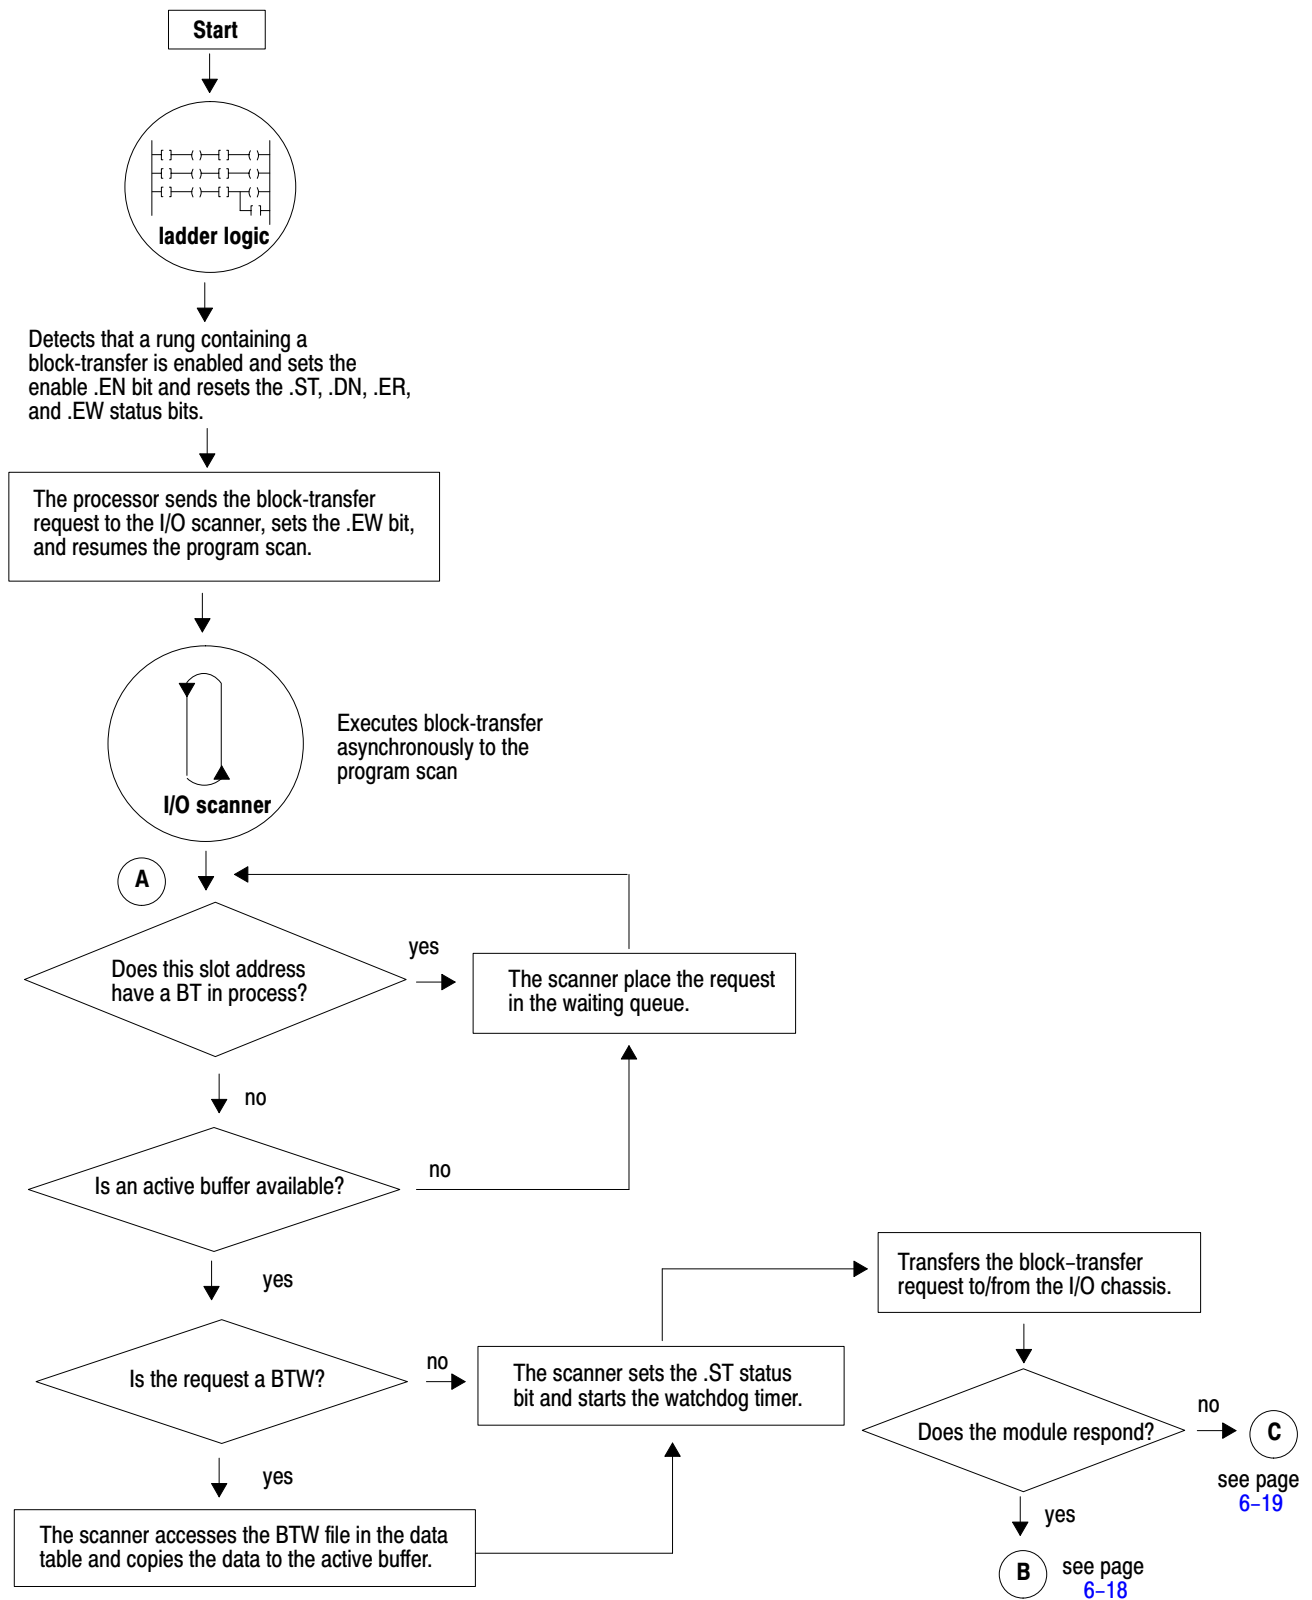 Start
ladder logic
Detects that a rung containing a
block-transfer is enabled and sets the
enable .EN bit and resets the .ST, .DN, .ER,
and .EW status bits.
The processor sends the block-transfer
request to the I/O scanner, sets the .EW bit,
and resumes the program scan.
I/O scanner
Executes block-transfer
asynchronously to the
program scan
A
Does this slot address
have a BT in process?
yes
The scanner place the request
in the waiting queue.
no
Is an active buffer available?
no
yes
Is the request a BTW?
no
The scanner sets the .ST status
bit and starts the watchdog timer.
yes
The scanner accesses the BTW file in the data
table and copies the data to the active buffer.
Transfers the block–transfer
request to/from the I/O chassis.
Does the module respond?
no
C
see page
6–19
yes
B
see page
6–18